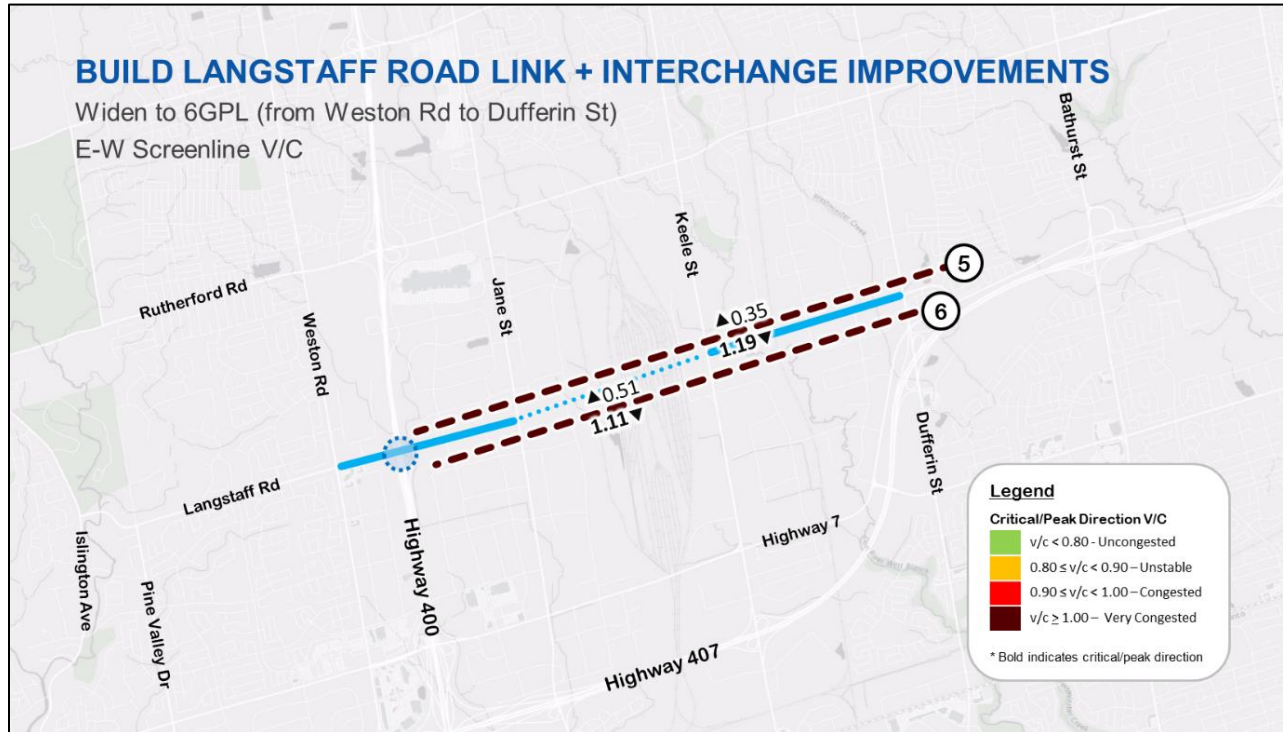 BUILD LANGSTAFF ROAD LINK + INTERCHANGE IMPROVEMENTS
Widen to 6GPL (from Weston Rd to Dufferin St)
E-W Screenline V/C
Bathurst St
Keele St
Rutherford Rd
Weston Rd
Jane St
5
6
▲0.35
1.19▼
▲0.51
1.11▼
Dufferin St
Langstaff Rd
Highway 400
Highway 7
Islington Ave
Pine Valley Dr
Highway 407
Legend
Critical/Peak Direction V/C
v/c < 0.80 - Uncongested
0.80 ≤ v/c < 0.90 – Unstable
0.90 ≤ v/c < 1.00 – Congested
v/c ≥ 1.00 – Very Congested
* Bold indicates critical/peak direction